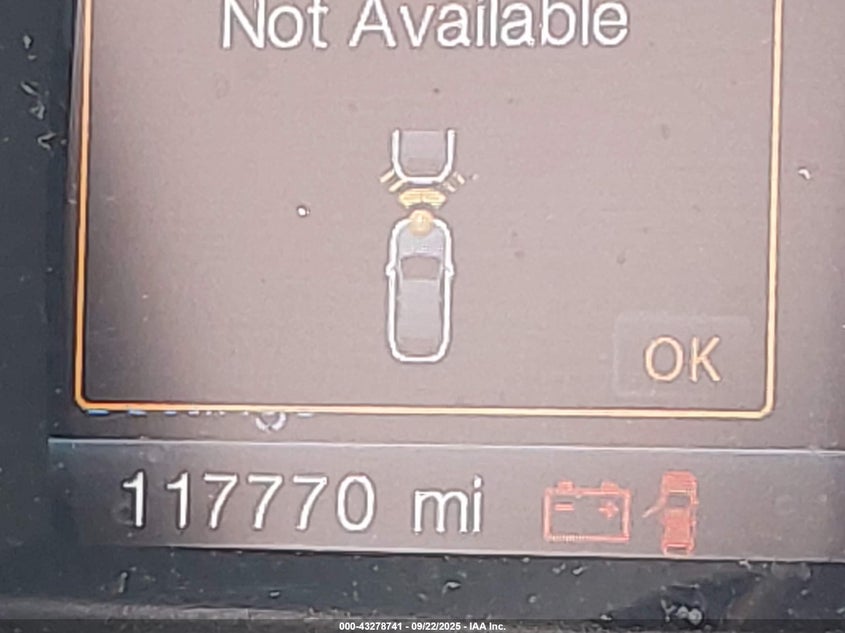 Not Available
OK
117770 mi
000-43278741 - 09/22/2025 - IAA Inc.